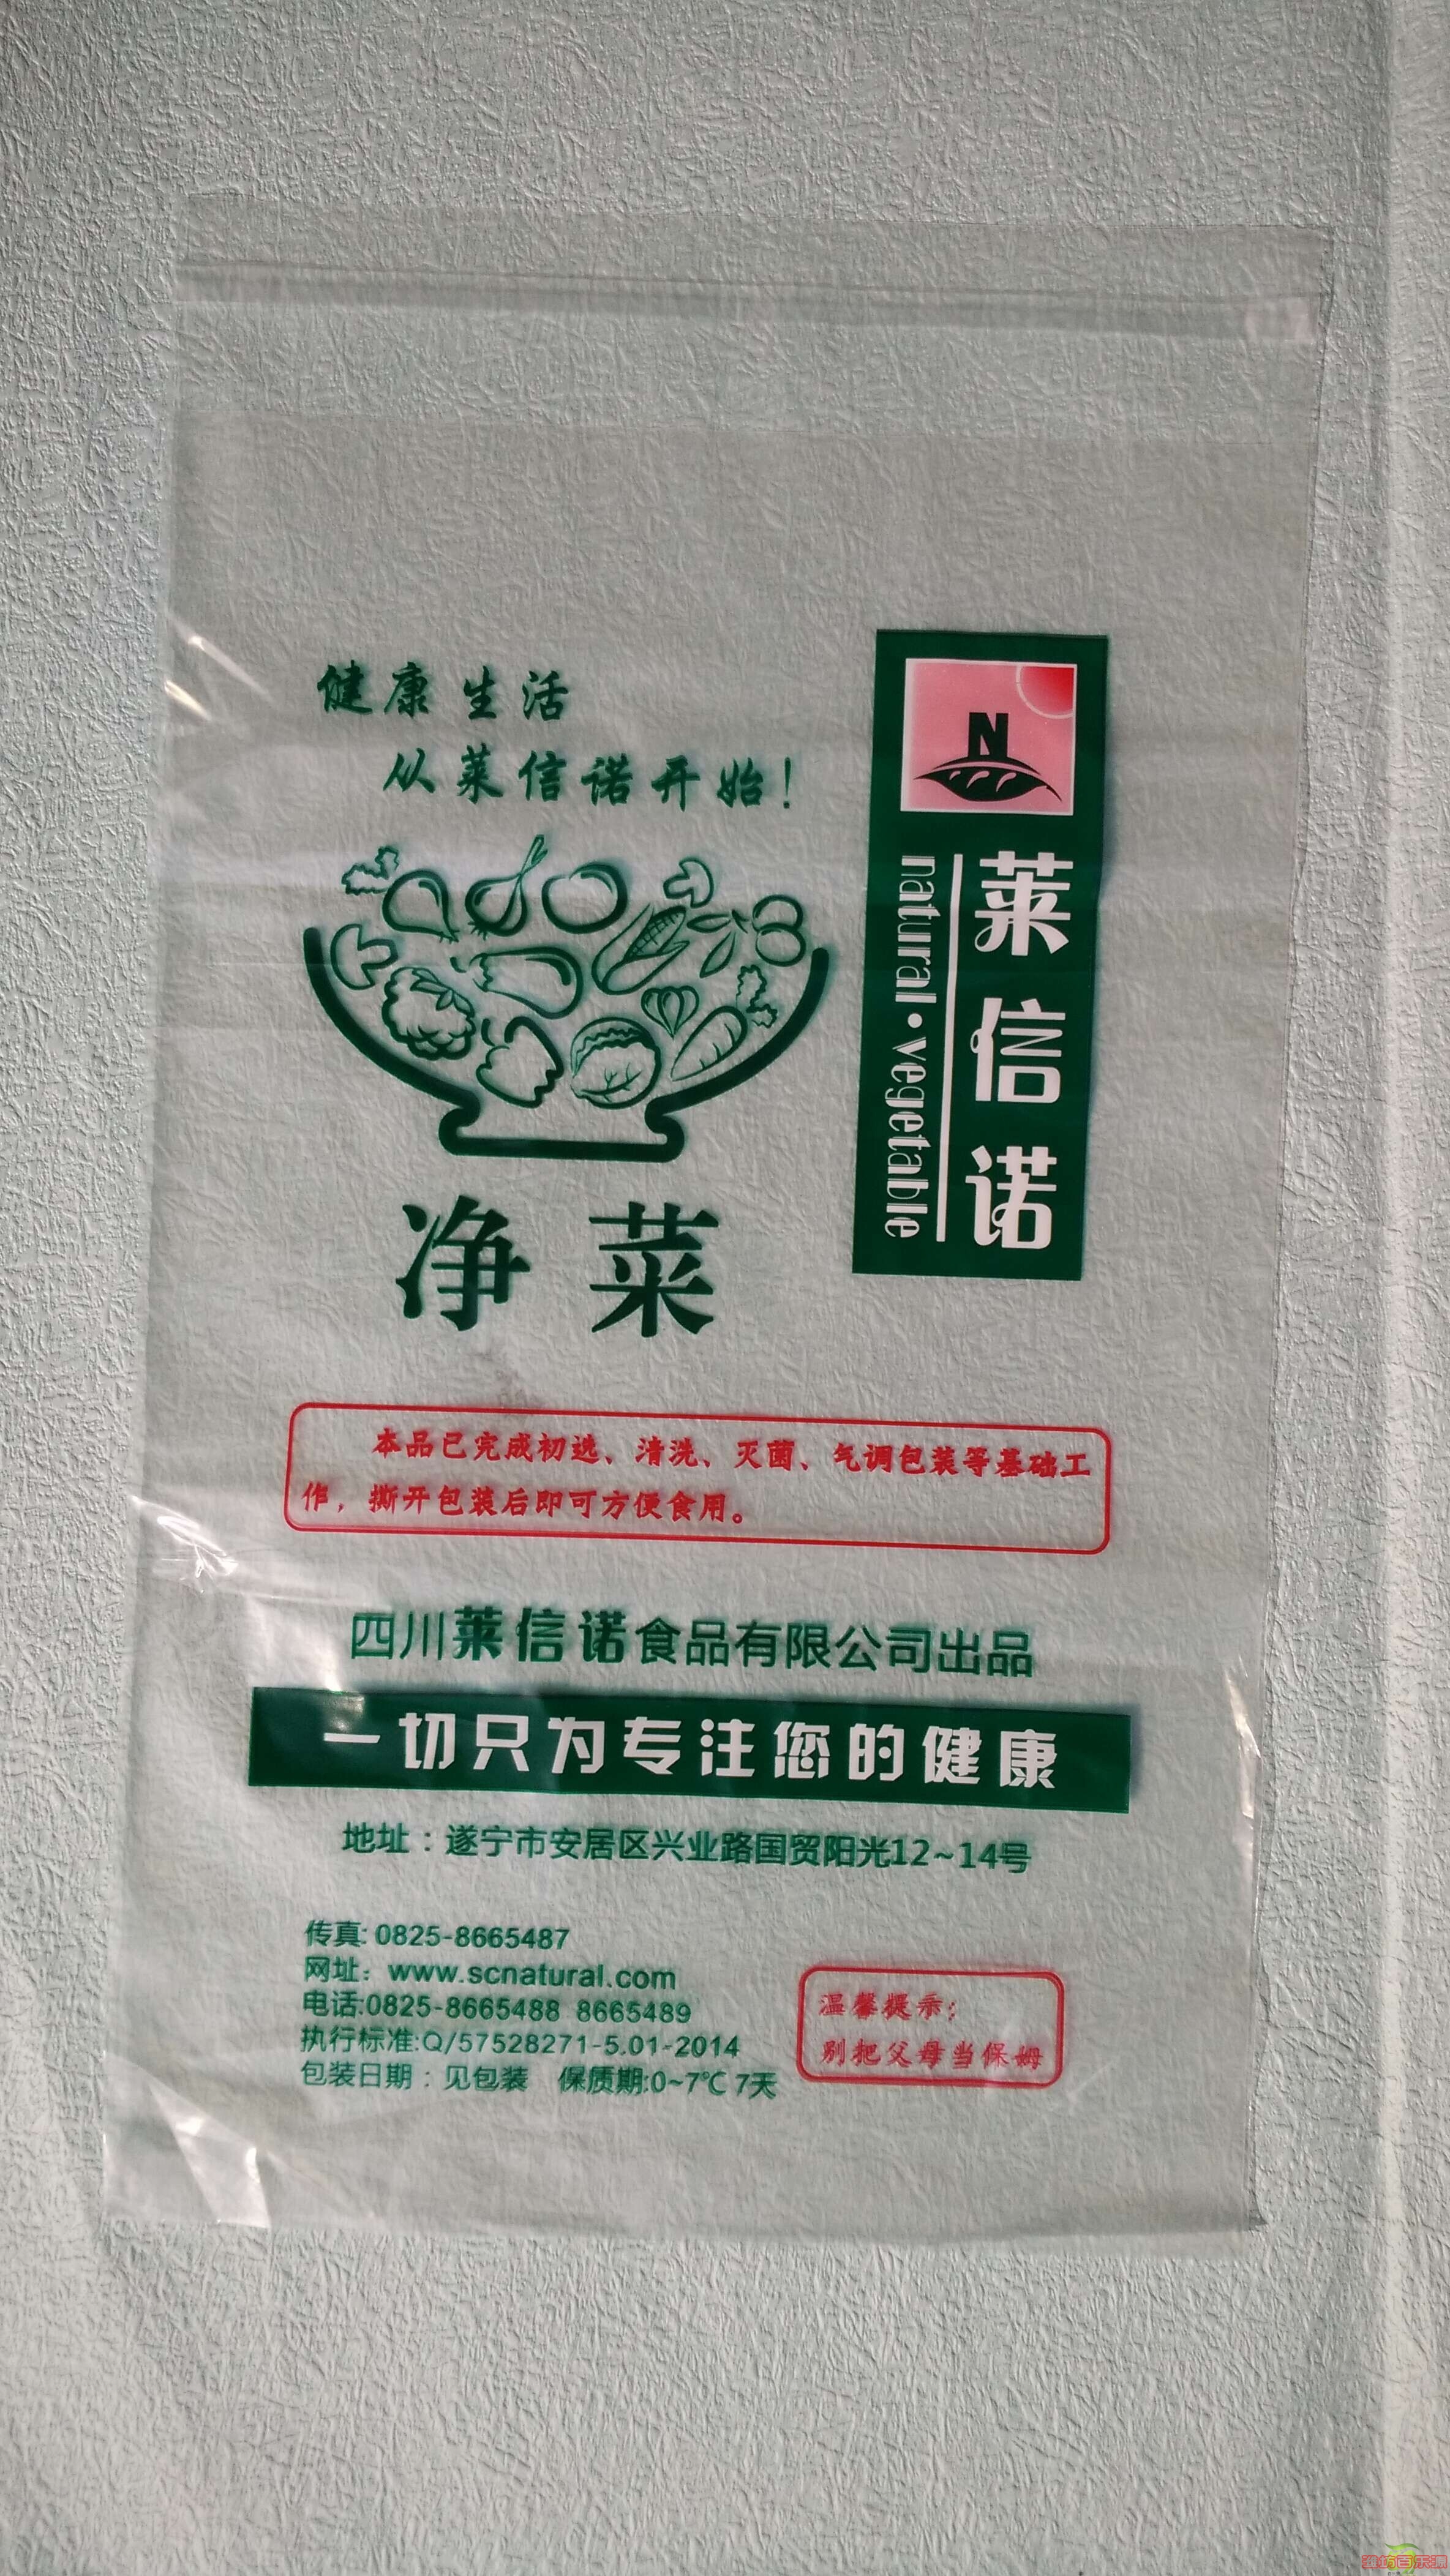 健康生活
从莱信诺开始！
N
莱信诺
natural·vegetable
净菜
本品已完成初选、清洗、灭菌、气调包装等基础工
作，撕开包装后即可方便食用。
四川莱信诺食品有限公司出品
一切只为专注您的健康
地址：遂宁市安居区兴业路国贸阳光12~14号
传真: 0825-8665487
网址：www.scnatural.com
电话:0825-8665488 8665489
执行标准:Q/57528271-5.01-2014
包装日期：见包装 保质期:0~7℃ 7天
温馨提示：
别把父母当保姆